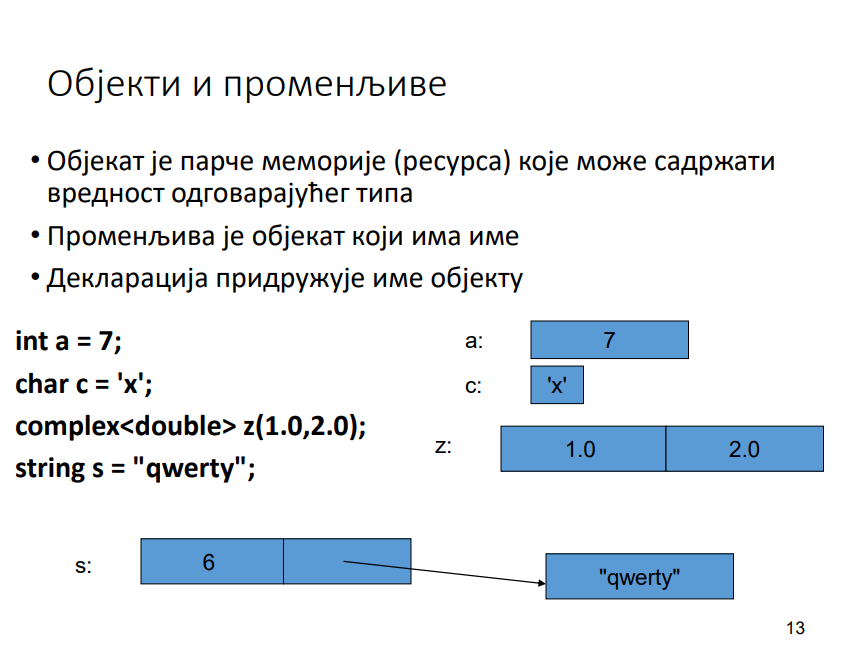 Објекти и променљиве
• Објекат је парче меморије (ресурса) које може садржати
вредност одговарајућег типа
• Променљива је објекат који има име
• Декларација придружује име објекту
int a = 7;
char c = 'x';
complex<double> z(1.0,2.0);
string s = "qwerty";
a: 7
c: 'x'
z: 1.0 2.0
s: 6 "qwerty"
13